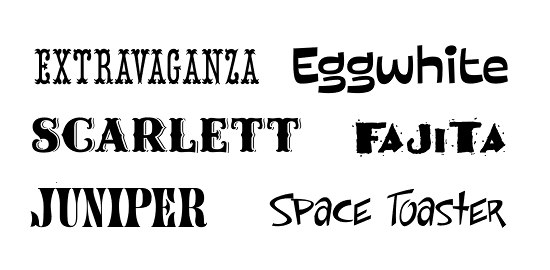 EXTRAVAGANZA Eggwhite
SCARLETT FAJITA
JUNIPER SPACE TOASTER